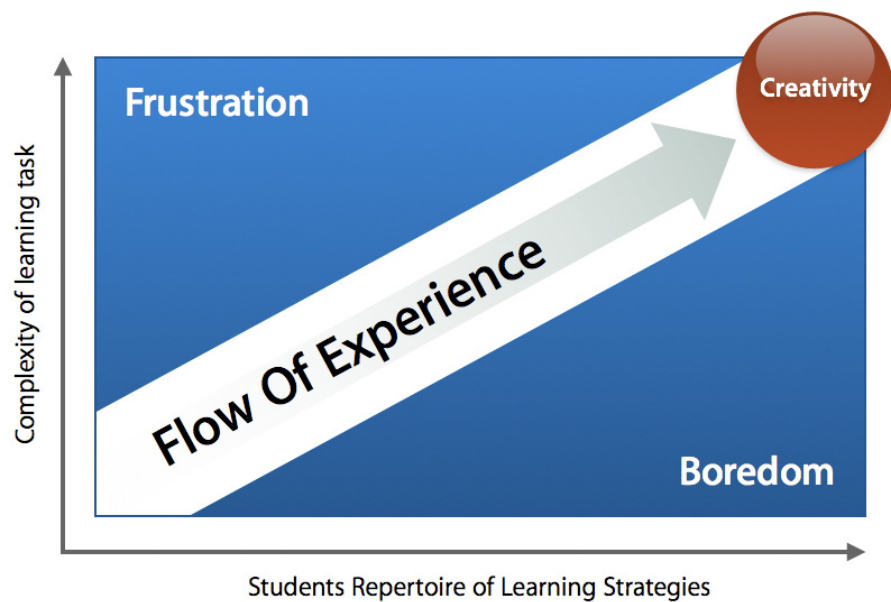 Creativity
Frustration
Complexity of learning task
Flow Of Experience
Boredom
Students Repertoire of Learning Strategies